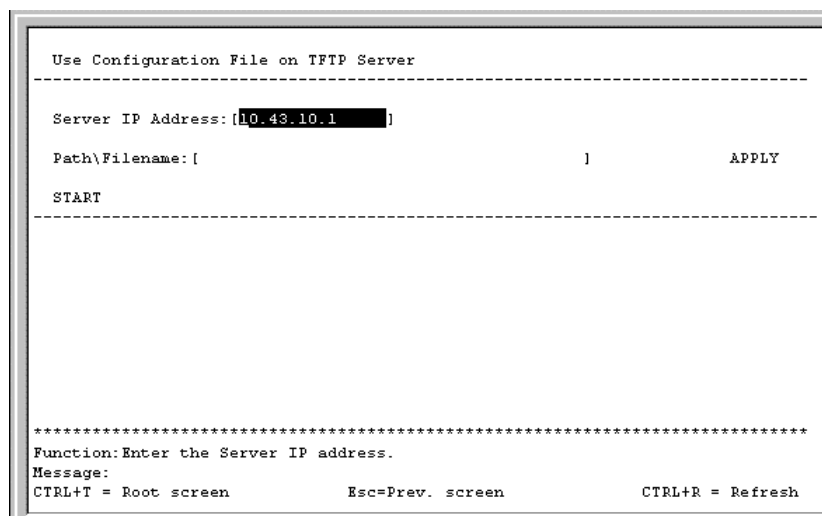 Use Configuration File on TFTP Server
Server IP Address:[10.43.10.1     ]
Path\Filename:[                                        ]              APPLY
START
********************************************************************************
Function:Enter the Server IP address.
Message:
CTRL+T = Root screen            Esc=Prev. screen              CTRL+R = Refresh